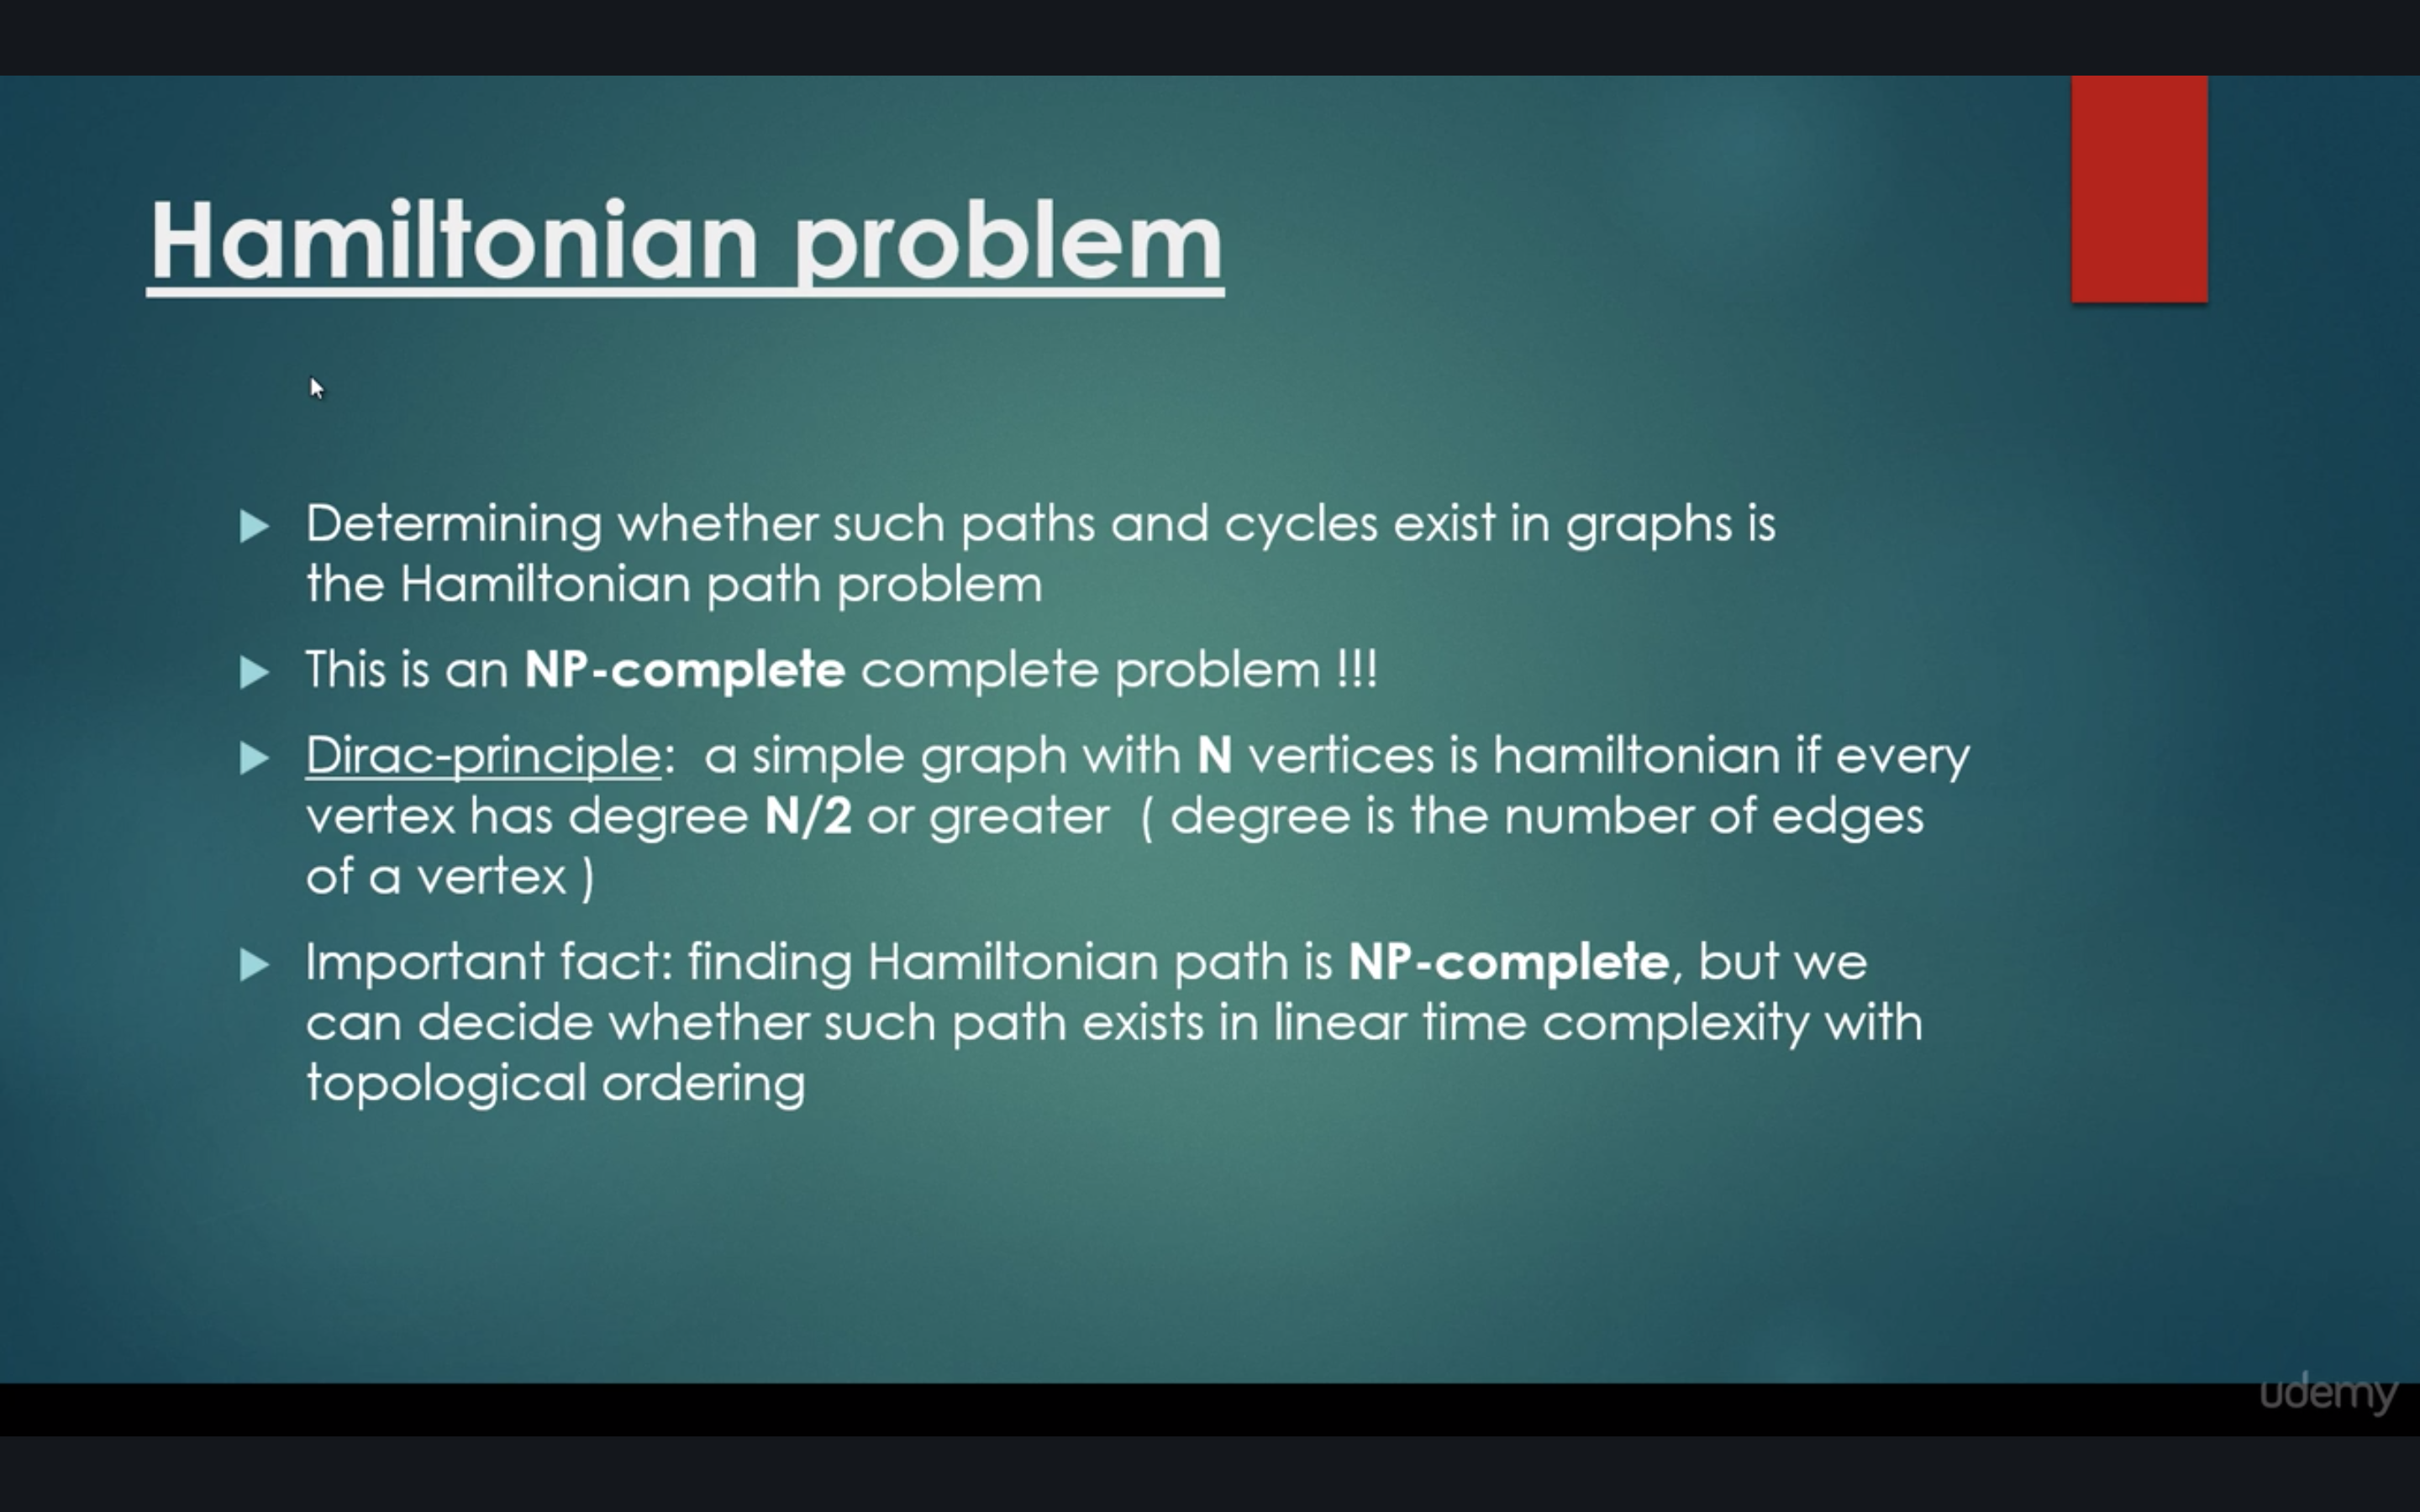 Hamiltonian problem
Determining whether such paths and cycles exist in graphs is
the Hamiltonian path problem
This is an NP-complete complete problem !!!
Dirac-principle:  a simple graph with N vertices is hamiltonian if every
vertex has degree N/2 or greater  ( degree is the number of edges
of a vertex )
Important fact: finding Hamiltonian path is NP-complete, but we
can decide whether such path exists in linear time complexity with
topological ordering
udemy